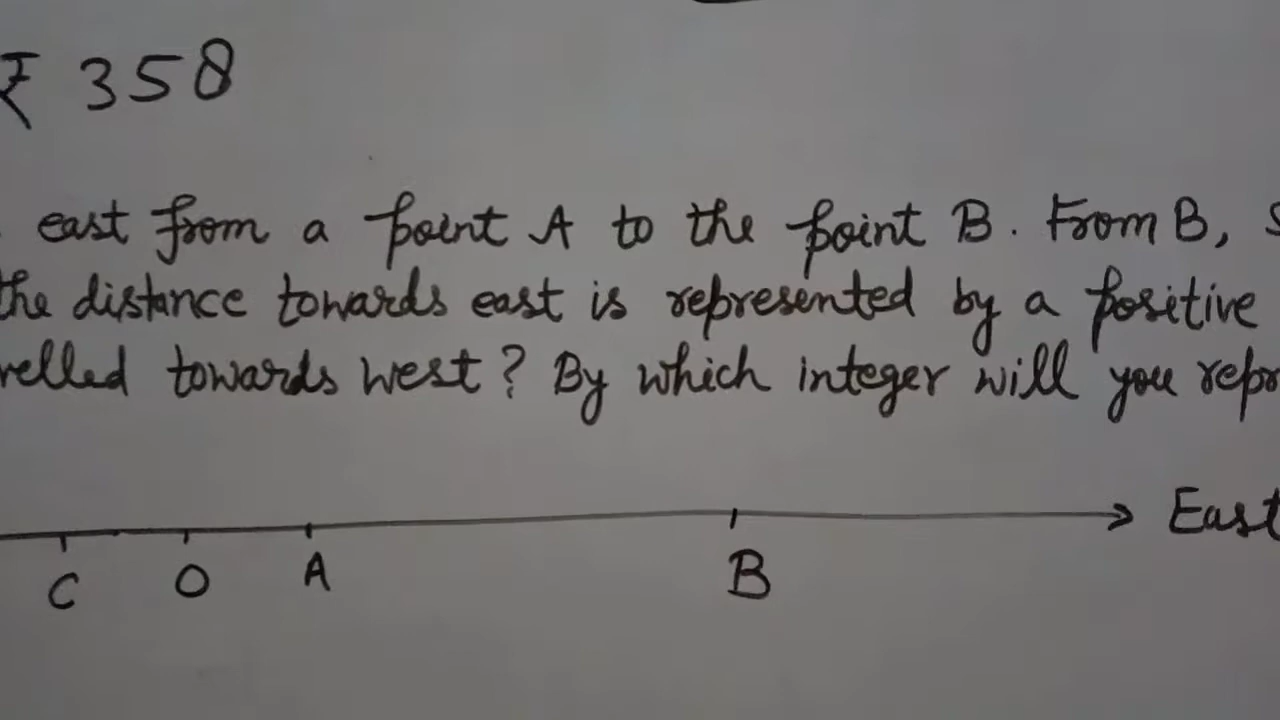 ₹ 358
east from a point A to the point B. From B,
the distance towards east is represented by a positive
towards west? By which integer will you
East
C O A B